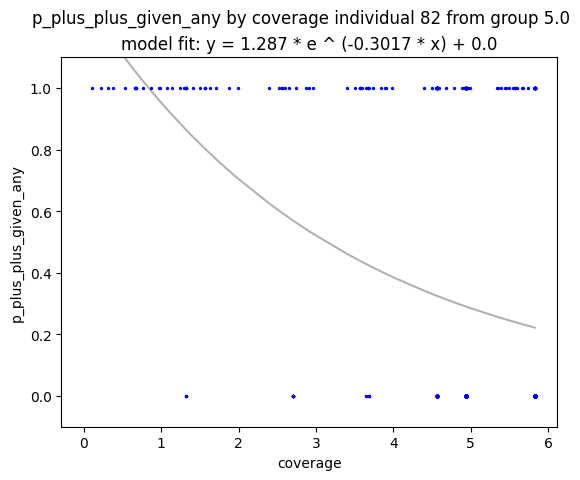 p_plus_plus_given_any by coverage individual 82 from group 5.0
model fit: y = 1.287 * e ^ (-0.3017 * x) + 0.0
1.0
0.8
0.6
0.4
0.2
0.0
p_plus_plus_given_any
0 1 2 3 4 5 6
coverage